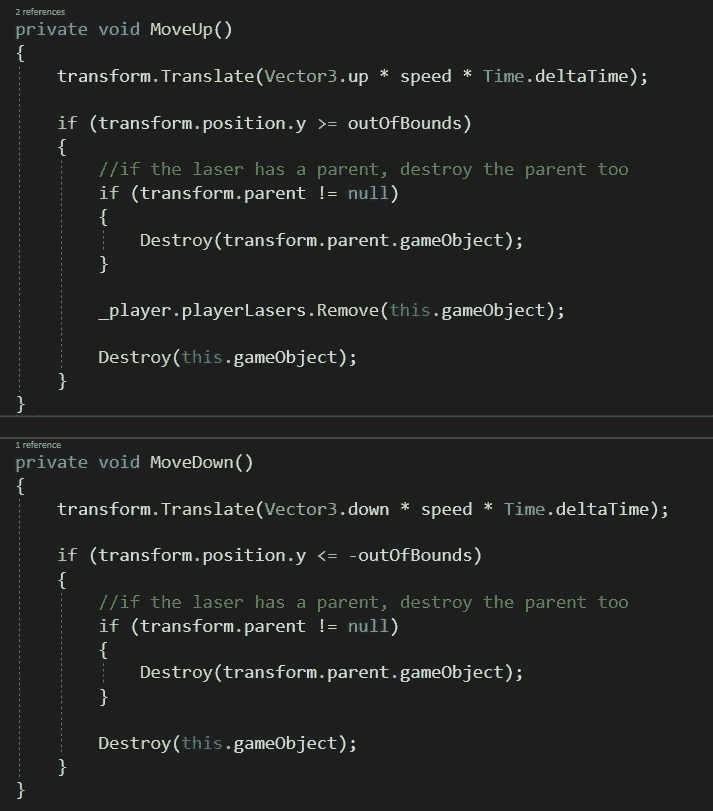 2 references
private void MoveUp()
{
transform.Translate(Vector3.up * speed * Time.deltaTime);
if (transform.position.y >= outOfBounds)
{
//if the laser has a parent, destroy the parent too
if (transform.parent != null)
{
Destroy(transform.parent.gameObject);
}
_player.playerLasers.Remove(this.gameObject);
Destroy(this.gameObject);
}
}
1 reference
private void MoveDown()
{
transform.Translate(Vector3.down * speed * Time.deltaTime);
if (transform.position.y <= -outOfBounds)
{
//if the laser has a parent, destroy the parent too
if (transform.parent != null)
{
Destroy(transform.parent.gameObject);
}
Destroy(this.gameObject);
}
}